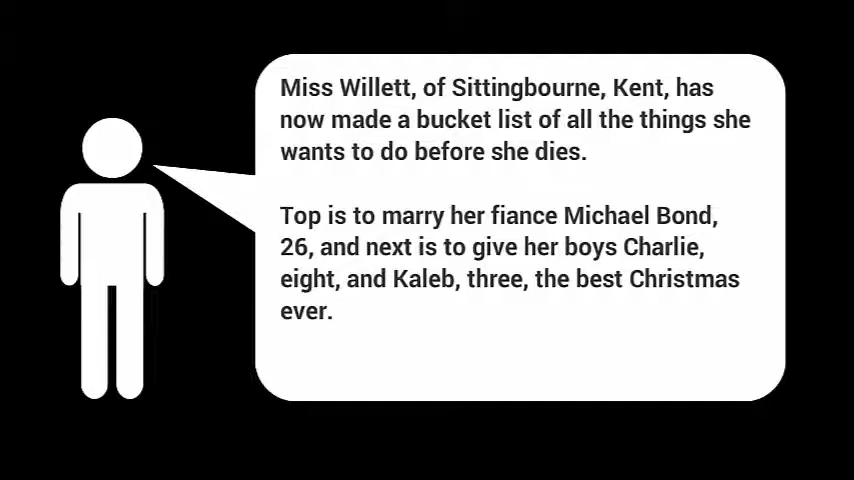 Miss Willett, of Sittingbourne, Kent, has
now made a bucket list of all the things she
wants to do before she dies.
Top is to marry her fiance Michael Bond,
26, and next is to give her boys Charlie,
eight, and Kaleb, three, the best Christmas
ever.